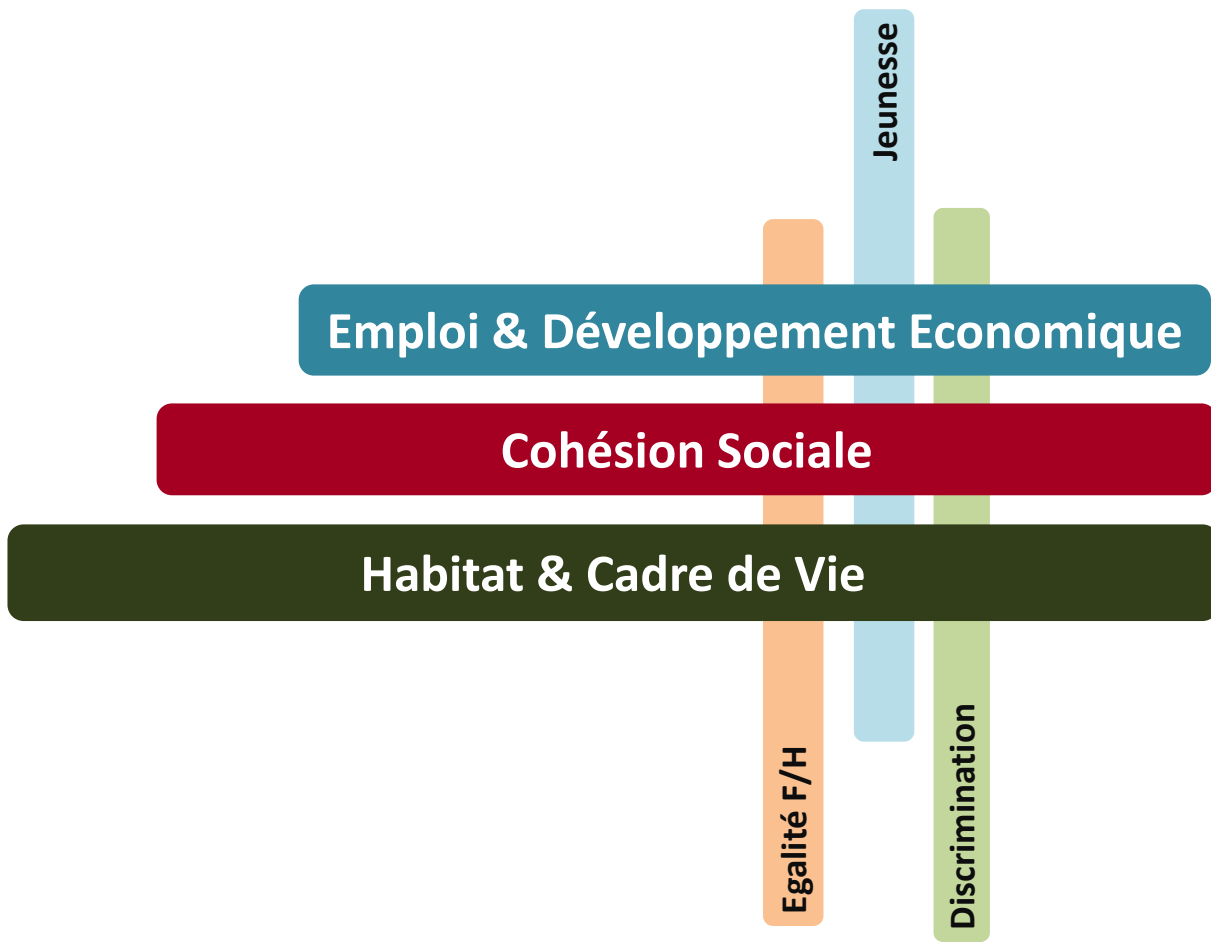 Jeunesse
Emploi & Développement Economique
Cohésion Sociale
Habitat & Cadre de Vie
Egalité F/H
Discrimination